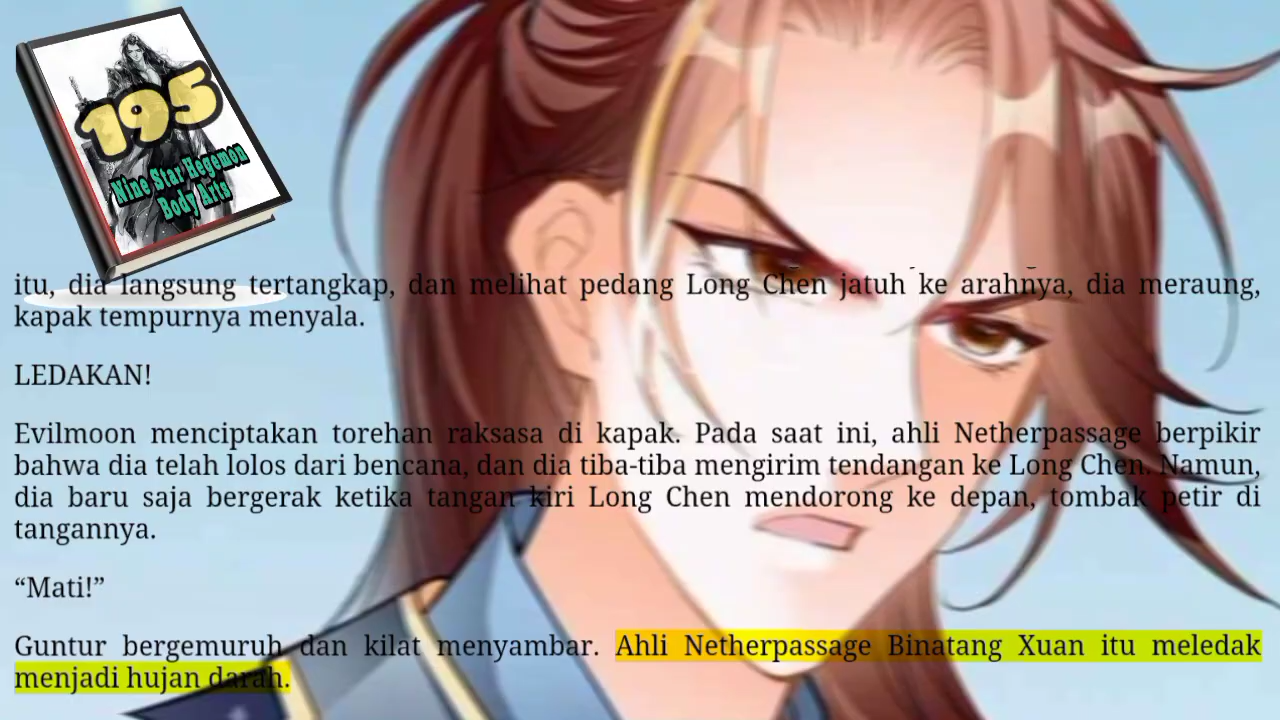 195
Nine Star Hegemon
Body Arts
itu, dia langsung tertangkap, dan melihat pedang Long Chen jatuh ke arahnya, dia meraung,
kapak tempurnya menyala.
LEDAKAN!
Evilmoon menciptakan torehan raksasa di kapak. Pada saat ini, ahli Netherpassage berpikir
bahwa dia telah lolos dari bencana, dan dia tiba-tiba mengirim tendangan ke Long Chen. Namun,
dia baru saja bergerak ketika tangan kiri Long Chen mendorong ke depan, tombak petir di
tangannya.
“Mati!”
Guntur bergemuruh dan kilat menyambar. Ahli Netherpassage Binatang Xuan itu meledak
menjadi hujan darah.